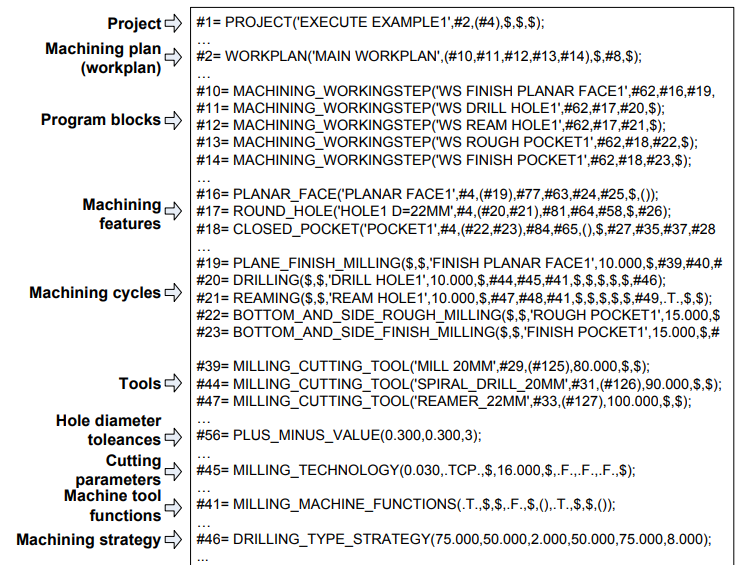 Project
#1= PROJECT('EXECUTE EXAMPLE1',#2,(#4),$,$,$);
...
Machining plan
(workplan)
#2= WORKPLAN('MAIN WORKPLAN',(#10,#11,#12,#13,#14),$,#8,$);
...
Program blocks
#10= MACHINING_WORKINGSTEP('WS FINISH PLANAR FACE1',#62,#16,#19,
#11= MACHINING_WORKINGSTEP('WS DRILL HOLE1',#62,#17,#20,$);
#12= MACHINING_WORKINGSTEP('WS REAM HOLE1',#62,#17,#21,$);
#13= MACHINING_WORKINGSTEP('WS ROUGH POCKET1',#62,#18,#22,$);
#14= MACHINING_WORKINGSTEP('WS FINISH POCKET1',#62,#18,#23,$);
...
Machining
features
#16= PLANAR_FACE('PLANAR FACE1',#4,(#19),#77,#63,#24,#25,$,());
#17= ROUND_HOLE('HOLE1 D=22MM',#4,(#20,#21),#81,#64,#58,$,#26);
#18= CLOSED_POCKET('POCKET1',#4,(#22,#23),#84,#65,(),$,#27,#35,#37,#28
...
Machining cycles
#19= PLANE_FINISH_MILLING($,$,'FINISH PLANAR FACE1',10.000,$,#39,#40,#
#20= DRILLING($,$,'DRILL HOLE1',10.000,$,#44,#45,#41,$,$,$,$,$,#46);
#21= REAMING($,$,'REAM HOLE1',10.000,$,#47,#48,#41,$,$,$,$,$,#49,.T.,$,$);
#22= BOTTOM_AND_SIDE_ROUGH_MILLING($,$,'ROUGH POCKET1',15.000,$
#23= BOTTOM_AND_SIDE_FINISH_MILLING($,$,'FINISH POCKET1',15.000,$,#
Tools
#39= MILLING_CUTTING_TOOL('MILL 20MM',#29,(#125),80.000,$,$);
#44= MILLING_CUTTING_TOOL('SPIRAL_DRILL_20MM',#31,(#126),90.000,$,$);
#47= MILLING_CUTTING_TOOL('REAMER_22MM',#33,(#127),100.000,$,$);
...
Hole diameter
toleances
#56= PLUS_MINUS_VALUE(0.300,0.300,3);
...
Cutting
parameters
#45= MILLING_TECHNOLOGY(0.030,.TCP.,$,16.000,$,.F.,.F.,.F.,$);
...
Machine tool
functions
#41= MILLING_MACHINE_FUNCTIONS(.T.,$,$,.F.,$,(),.T.,$,$,());
...
Machining strategy
#46= DRILLING_TYPE_STRATEGY(75.000,50.000,2.000,50.000,75.000,8.000);
...